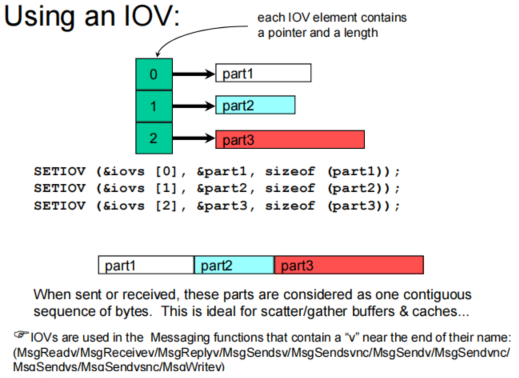 Using an IOV:
each IOV element contains
a pointer and a length
0 part1
1 part2
2 part3
SETIOV (&iovs [0], &part1, sizeof (part1));
SETIOV (&iovs [1], &part2, sizeof (part2));
SETIOV (&iovs [2], &part3, sizeof (part3));
part1 part2 part3
When sent or received, these parts are considered as one contiguous
sequence of bytes. This is ideal for scatter/gather buffers & caches...
☞IOVs are used in the Messaging functions that contain a “v” near the end of their name:
(MsgReadv/MsgReceivev/MsgReplyv/MsgSendsv/MsgSendsvnc/MsgSendv/MsgSendvnc/
MsgSendvs/MsgSendvsnc/MsgWritev)